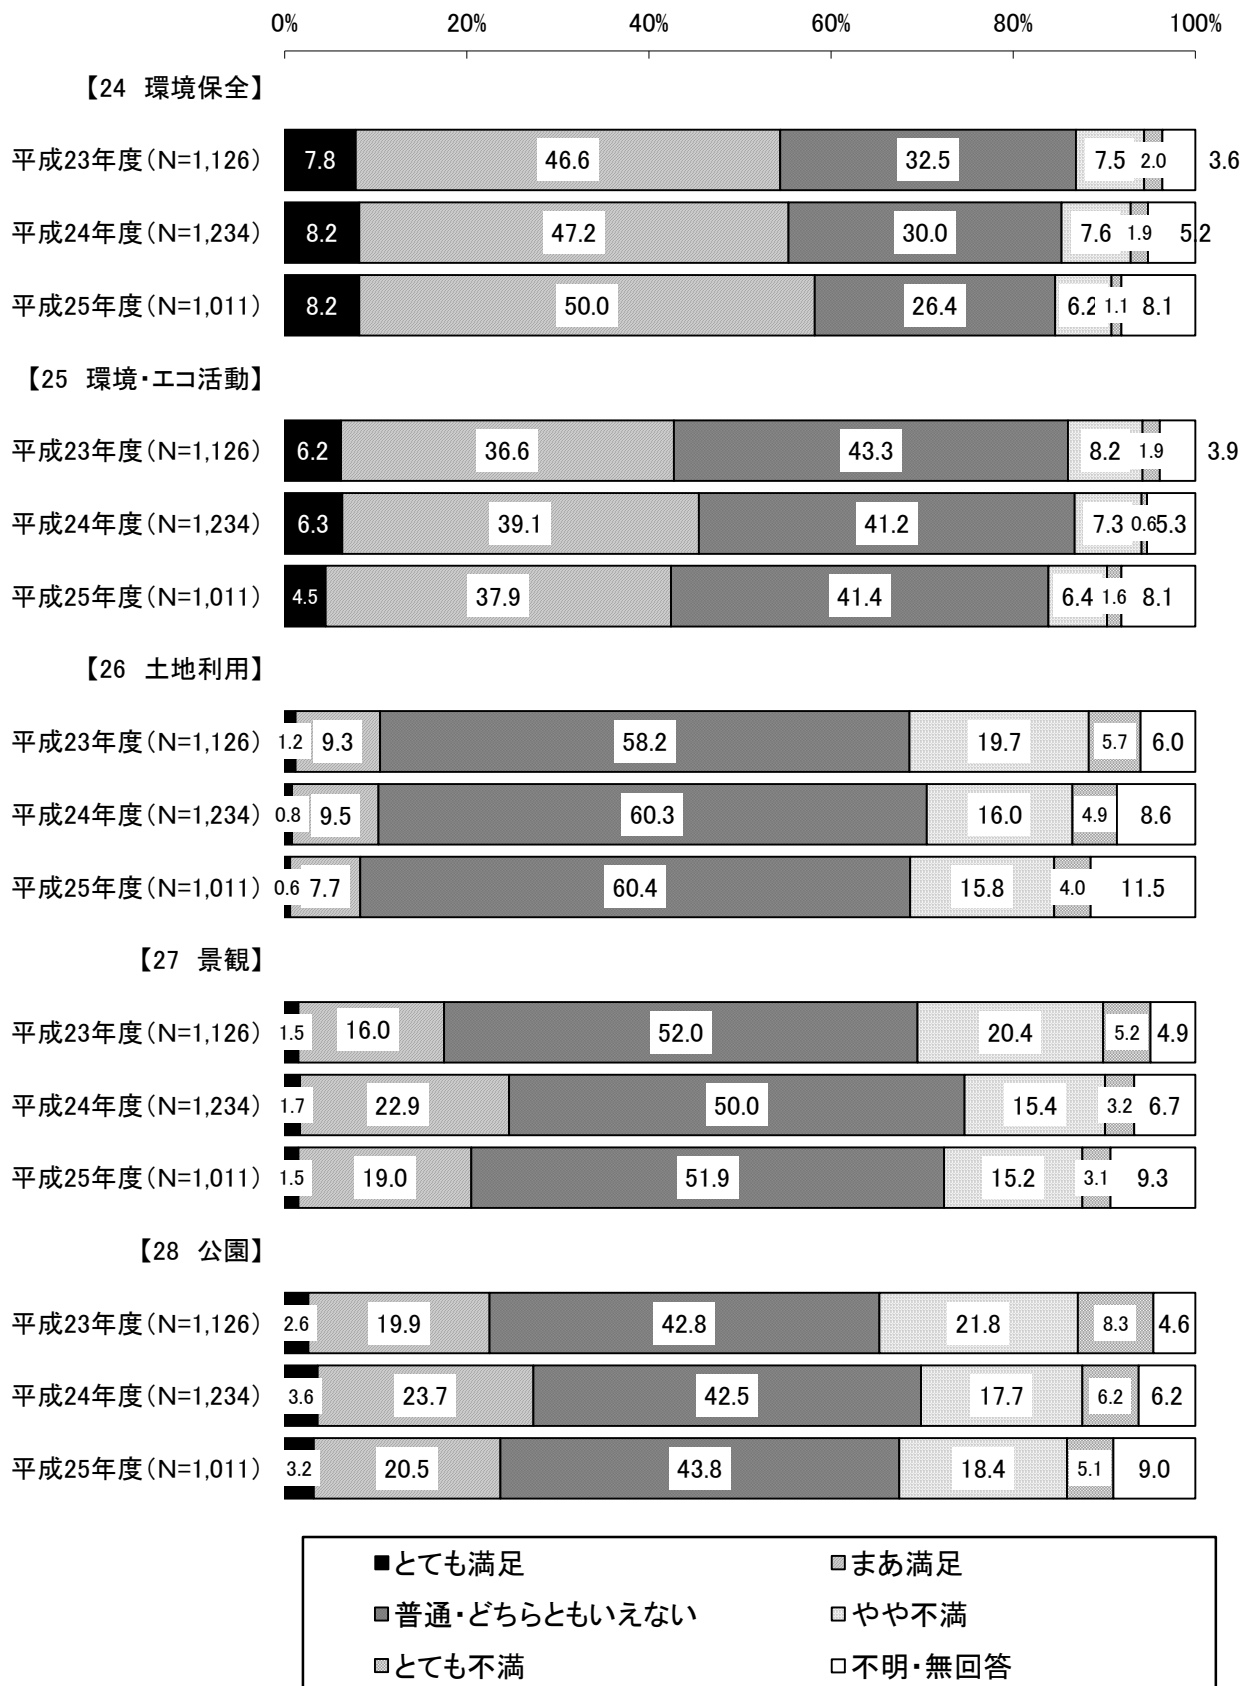 0% 20% 40% 60% 80% 100%
【24 環境保全】
平成23年度(N=1,126) 7.8 46.6 32.5 7.5 2.0 3.6
平成24年度(N=1,234) 8.2 47.2 30.0 7.6 1.9 5.2
平成25年度(N=1,011) 8.2 50.0 26.4 6.2 1.1 8.1
【25 環境・エコ活動】
平成23年度(N=1,126) 6.2 36.6 43.3 8.2 1.9 3.9
平成24年度(N=1,234) 6.3 39.1 41.2 7.3 0.6 5.3
平成25年度(N=1,011) 4.5 37.9 41.4 6.4 1.6 8.1
【26 土地利用】
平成23年度(N=1,126) 1.2 9.3 58.2 19.7 5.7 6.0
平成24年度(N=1,234) 0.8 9.5 60.3 16.0 4.9 8.6
平成25年度(N=1,011) 0.6 7.7 60.4 15.8 4.0 11.5
【27 景観】
平成23年度(N=1,126) 1.5 16.0 52.0 20.4 5.2 4.9
平成24年度(N=1,234) 1.7 22.9 50.0 15.4 3.2 6.7
平成25年度(N=1,011) 1.5 19.0 51.9 15.2 3.1 9.3
【28 公園】
平成23年度(N=1,126) 2.6 19.9 42.8 21.8 8.3 4.6
平成24年度(N=1,234) 3.6 23.7 42.5 17.7 6.2 6.2
平成25年度(N=1,011) 3.2 20.5 43.8 18.4 5.1 9.0
とても満足 まあ満足
普通・どちらともいえない やや不満
とても不満 不明・無回答